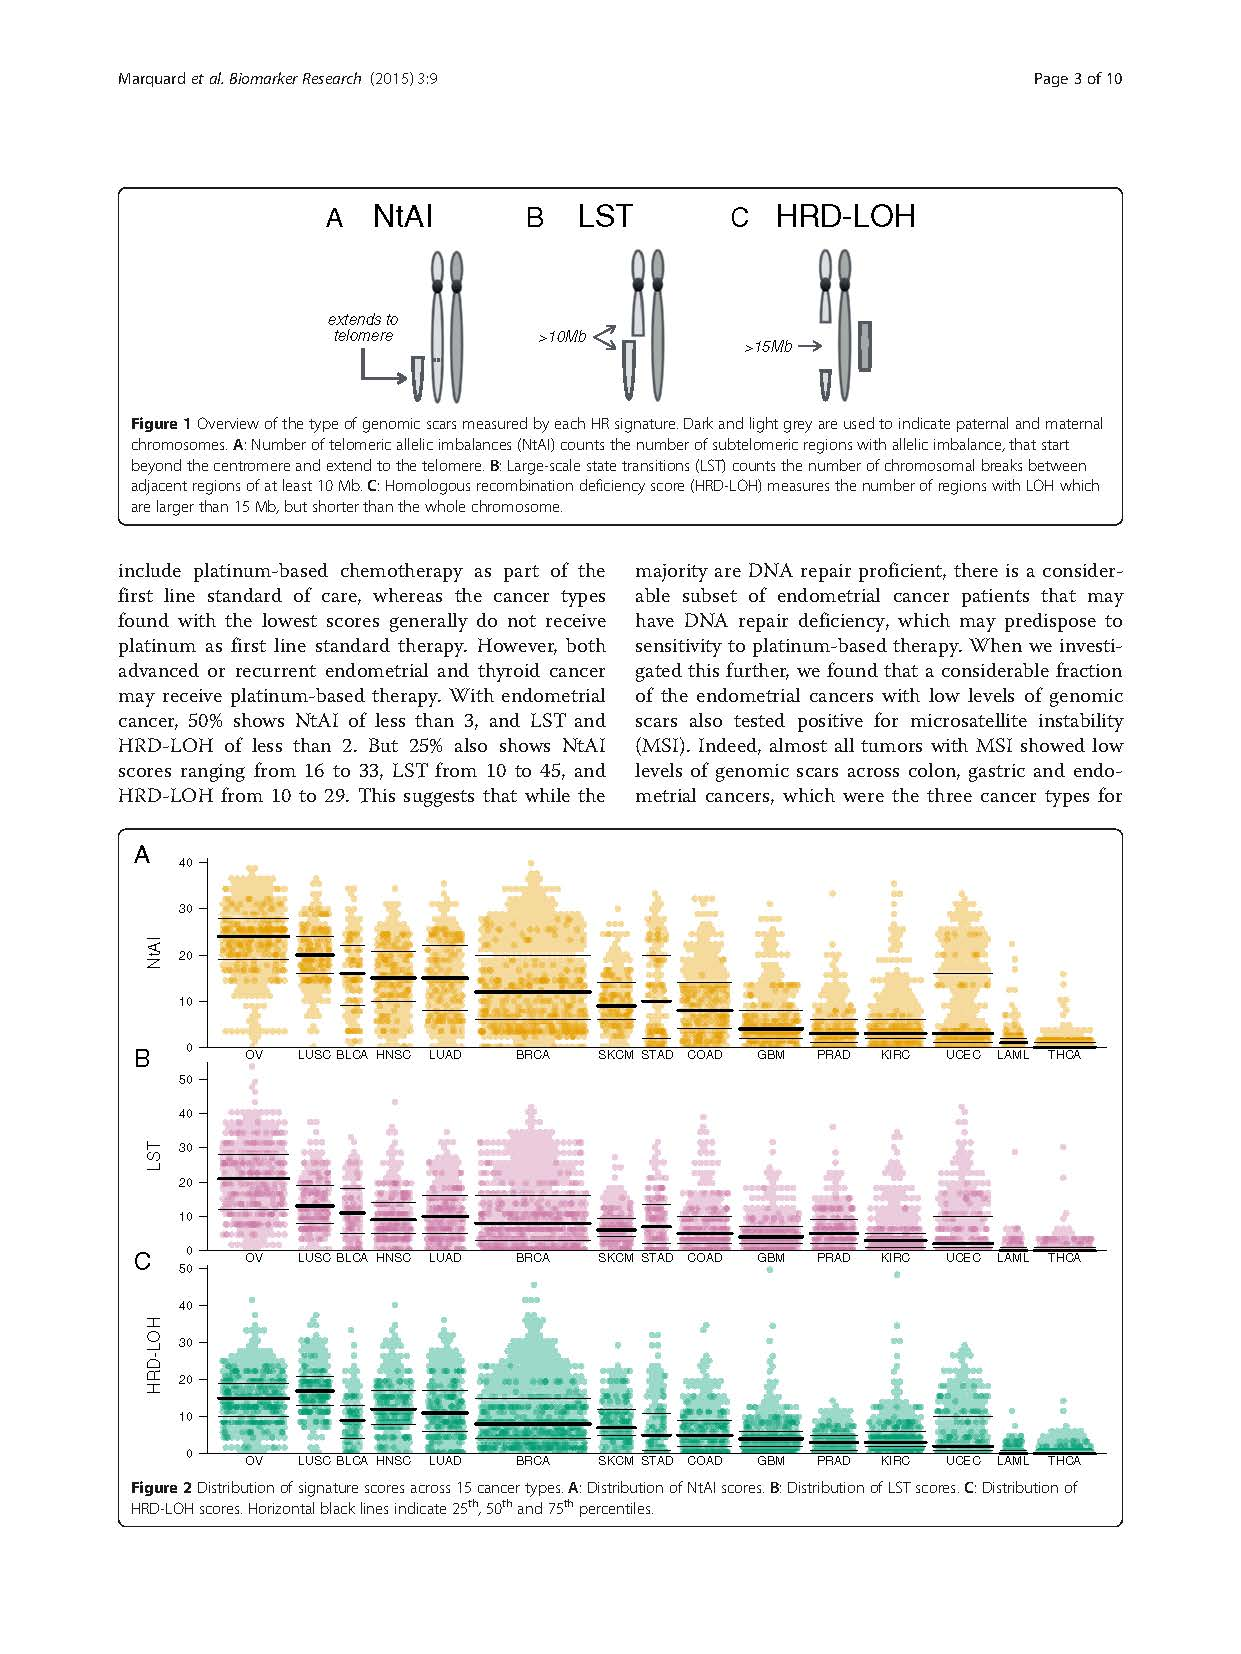 Marquard et al. Biomarker Research (2015) 3:9
Page 3 of 10
A NtAI
B LST
C HRD-LOH
extends to
telomere
>10Mb
>15Mb
Figure 1 Overview of the type of genomic scars measured by each HR signature. Dark and light grey are used to indicate paternal and maternal
chromosomes. A: Number of telomeric allelic imbalances (NtAI) counts the number of subtelomeric regions with allelic imbalance, that start
beyond the centromere and extend to the telomere. B: Large-scale state transitions (LST) counts the number of chromosomal breaks between
adjacent regions of at least 10 Mb. C: Homologous recombination deficiency score (HRD-LOH) measures the number of regions with LOH which
are larger than 15 Mb, but shorter than the whole chromosome.
include platinum-based chemotherapy as part of the
first line standard of care, whereas the cancer types
found with the lowest scores generally do not receive
platinum as first line standard therapy. However, both
advanced or recurrent endometrial and thyroid cancer
may receive platinum-based therapy. With endometrial
cancer, 50% shows NtAI of less than 3, and LST and
HRD-LOH of less than 2. But 25% also shows NtAI
scores ranging from 16 to 33, LST from 10 to 45, and
HRD-LOH from 10 to 29. This suggests that while the
majority are DNA repair proficient, there is a consider-
able subset of endometrial cancer patients that may
have DNA repair deficiency, which may predispose to
sensitivity to platinum-based therapy. When we investi-
gated this further, we found that a considerable fraction
of the endometrial cancers with low levels of genomic
scars also tested positive for microsatellite instability
(MSI). Indeed, almost all tumors with MSI showed low
levels of genomic scars across colon, gastric and endo-
metrial cancers, which were the three cancer types for
A
NtAI
40
30
20
10
0
OV LUSC BLCA HNSC LUAD BRCA SKCM STAD COAD GBM PRAD KIRC UCEC LAML THCA
B
LST
50
40
30
20
10
0
OV LUSC BLCA HNSC LUAD BRCA SKCM STAD COAD GBM PRAD KIRC UCEC LAML THCA
C
HRD-LOH
50
40
30
20
10
0
OV LUSC BLCA HNSC LUAD BRCA SKCM STAD COAD GBM PRAD KIRC UCEC LAML THCA
Figure 2 Distribution of signature scores across 15 cancer types. A: Distribution of NtAI scores. B: Distribution of LST scores. C: Distribution of
HRD-LOH scores. Horizontal black lines indicate 25th, 50th and 75th percentiles.